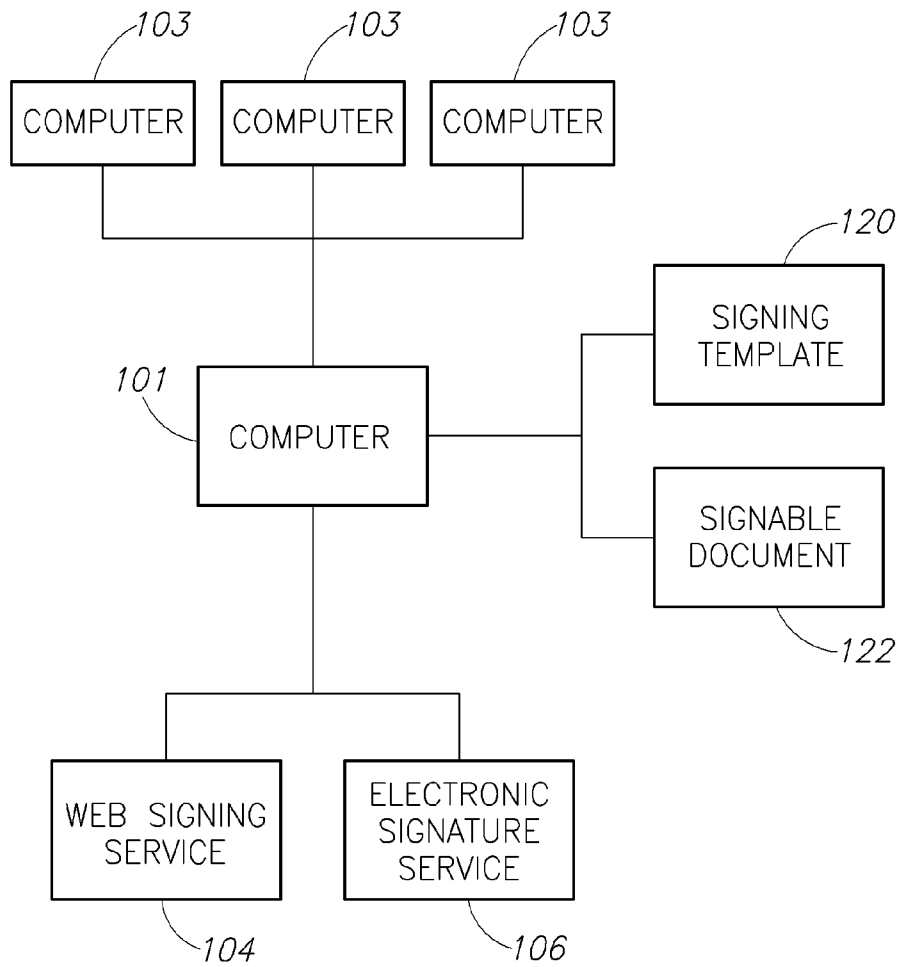 103 103 103
COMPUTER COMPUTER COMPUTER
120
SIGNING
TEMPLATE
101
COMPUTER
SIGNABLE
DOCUMENT
122
WEB SIGNING
SERVICE
ELECTRONIC
SIGNATURE
SERVICE
104 106